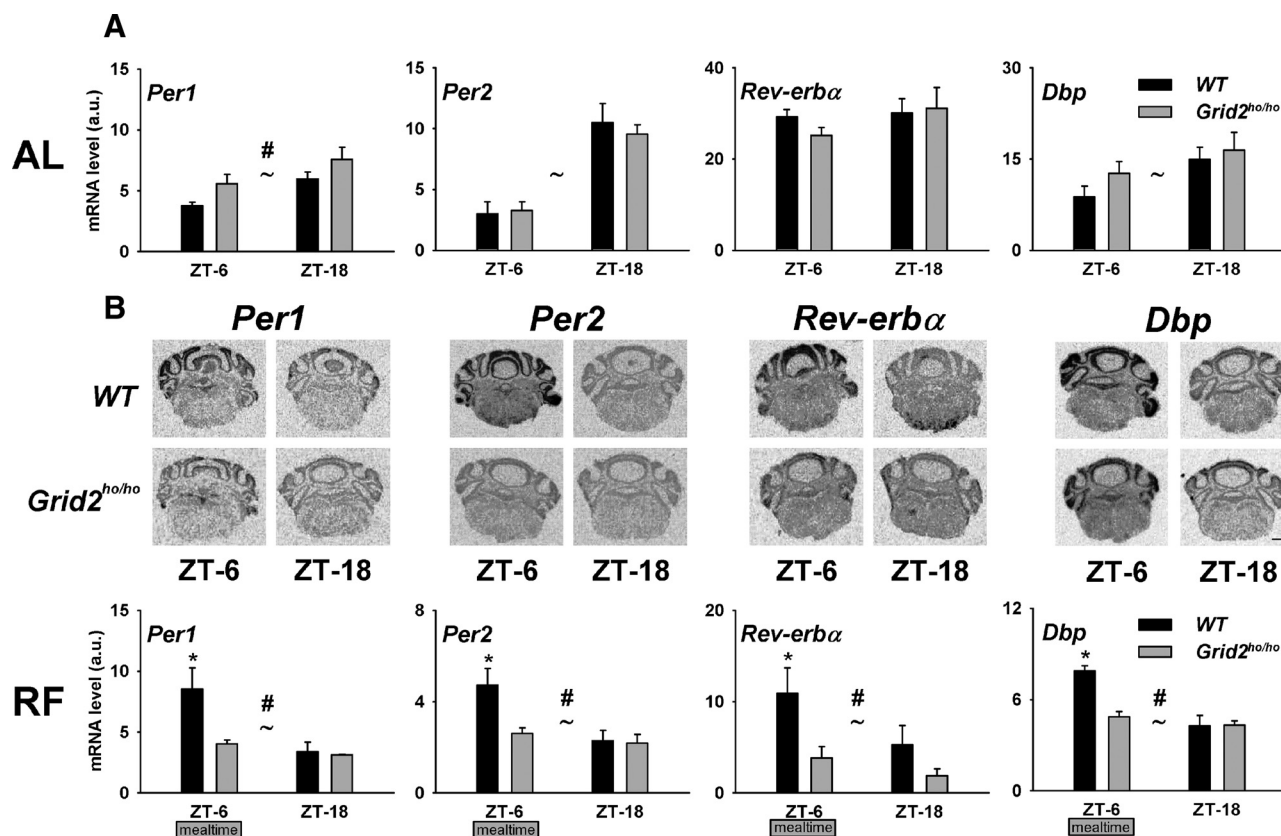 A
AL
mRNA level (a.u.)
15
10
5
0
Per1
#
~
ZT-6 ZT-18
15
10
5
0
Per2
~
ZT-6 ZT-18
40
20
0
Rev-erbα
ZT-6 ZT-18
30
15
0
Dbp
~
WT
Grid2ho/ho
ZT-6 ZT-18
B
Per1 Per2 Rev-erbα Dbp
WT
Grid2ho/ho
ZT-6 ZT-18 ZT-6 ZT-18 ZT-6 ZT-18 ZT-6 ZT-18
RF
mRNA level (a.u.)
15
10
5
0
Per1
*
#
~
ZT-6 ZT-18
mealtime
8
4
0
Per2
*
#
~
ZT-6 ZT-18
mealtime
20
10
0
Rev-erbα
*
#
~
ZT-6 ZT-18
mealtime
12
6
0
Dbp
*
#
~
WT
Grid2ho/ho
ZT-6 ZT-18
mealtime